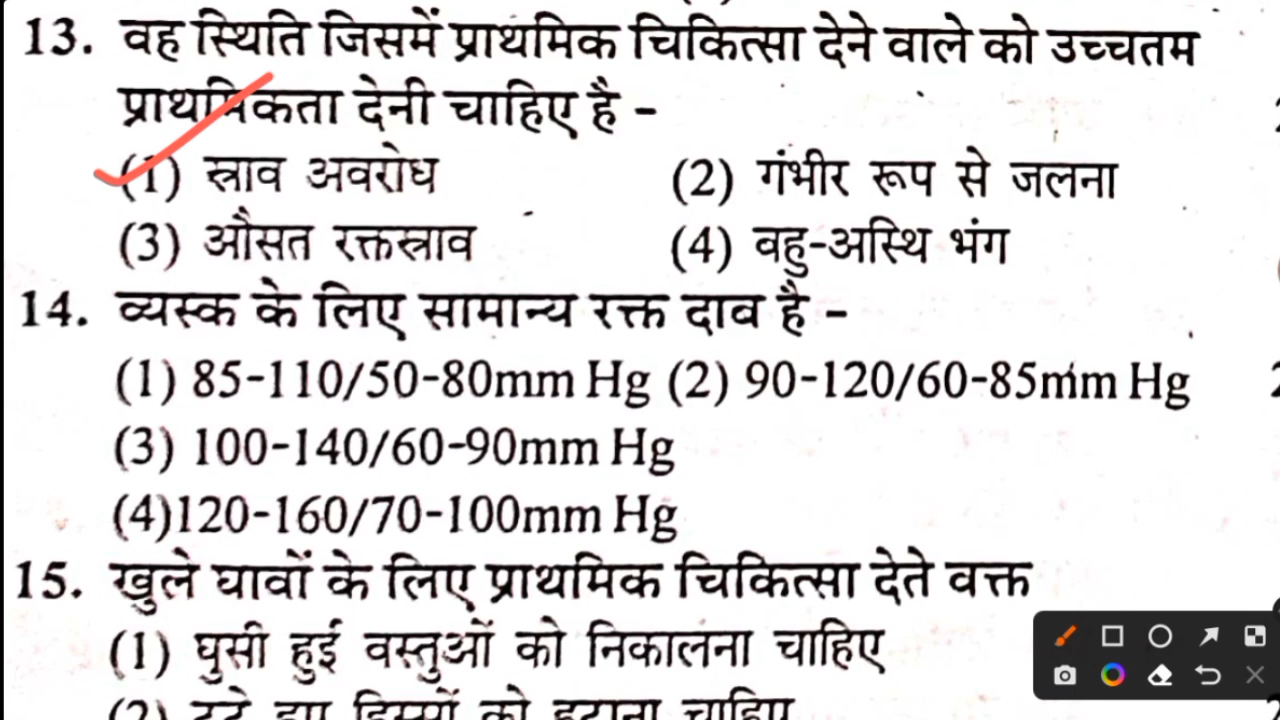 13. वह स्थिति जिसमें प्राथमिक चिकित्सा देने वाले को उच्चतम
प्राथमिकता देनी चाहिए है -
(1) स्राव अवरोध (2) गंभीर रूप से जलना
(3) औसत रक्तस्राव (4) वहु-अस्थि भंग
14. व्यस्क के लिए सामान्य रक्त दाव है -
(1) 85-110/50-80mm Hg (2) 90-120/60-85mm Hg
(3) 100-140/60-90mm Hg
(4)120-160/70-100mm Hg
15. खुले घावों के लिए प्राथमिक चिकित्सा देते वक्त
(1) घुसी हुई वस्तुओं को निकालना चाहिए
(2) टूटे हुए हिस्सों को हटाना चाहिए